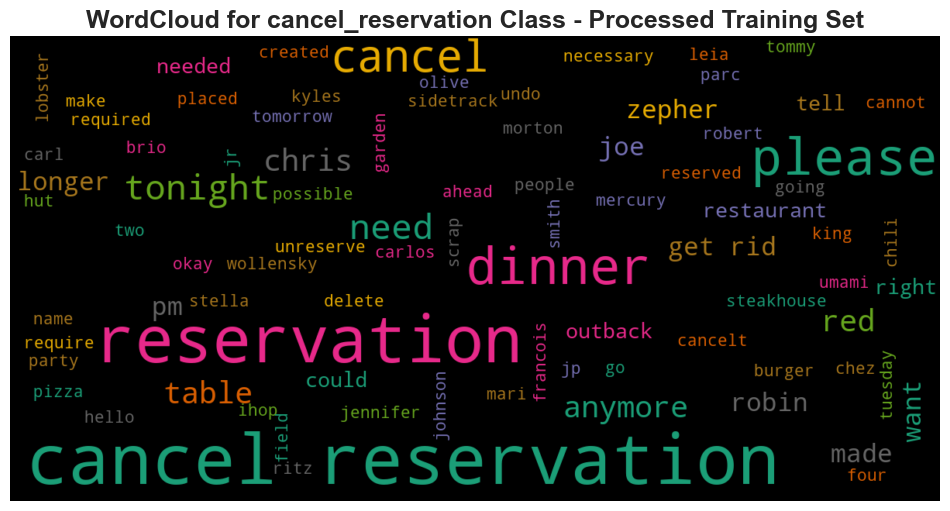 WordCloud for cancel_reservation Class - Processed Training Set
lobster
needed
created
cancel
necessary
leia
tommy
make
required
placed
kyles
tomorrow
olive
sidetrack
undo
parc
zepher
tell
cannot
carl
brio
jr
chris
garden
morton
joe
robert
please
longer
hut
tonight
possible
ahead
people
reserved
going
mercury
restaurant
smith
two
need
unreserve
carlos
scrap
okay
wollensky
dinner
get rid
king
chili
umami
right
pm
stella
delete
steakhouse
name
require
party
reservation
francois
outback
red
cancelt
pizza
table
could
johnson
mari
jp
go
burger
chez
tuesday
hello
ihop
field
jennifer
anymore
robin
want
cancel reservation
ritz
made
four